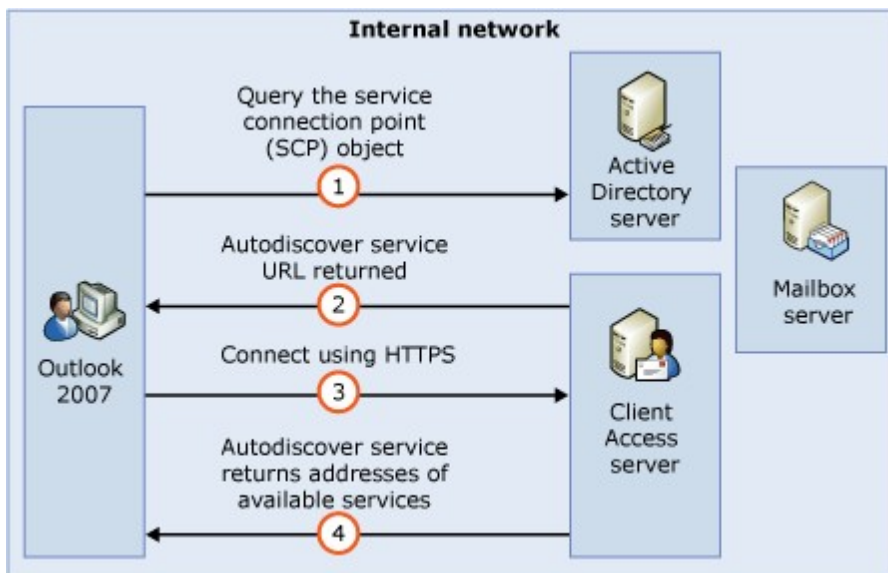 Internal network
Query the service
connection point
(SCP) object
1
Active
Directory
server
Autodiscover service
URL returned
2
Mailbox
server
Outlook
2007
Connect using HTTPS
3
Client
Access
server
Autodiscover service
returns addresses of
available services
4